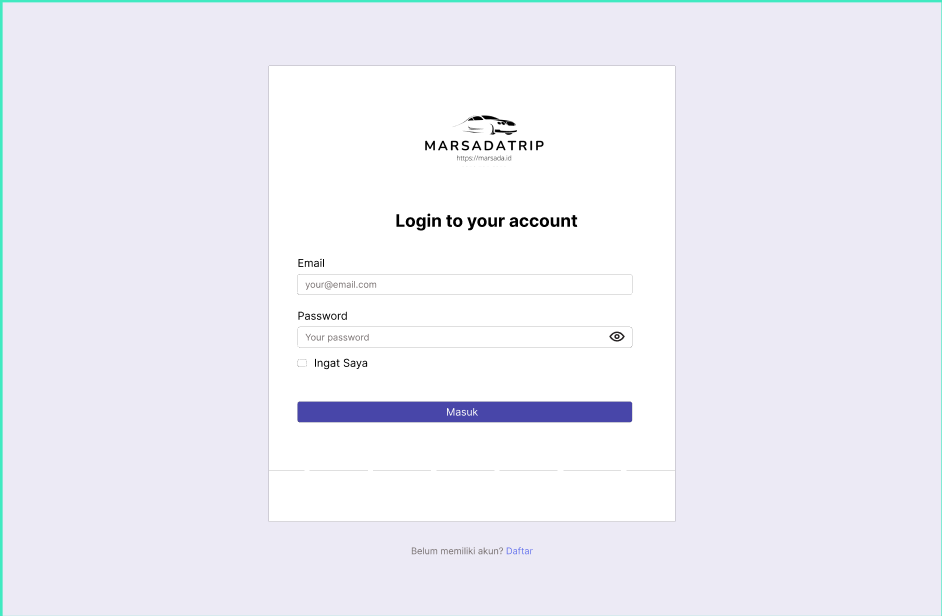 MARSADATRIP
https://marsada.id
Login to your account
Email
your@email.com
Password
Your password
Ingat Saya
Masuk
Belum memiliki akun? Daftar